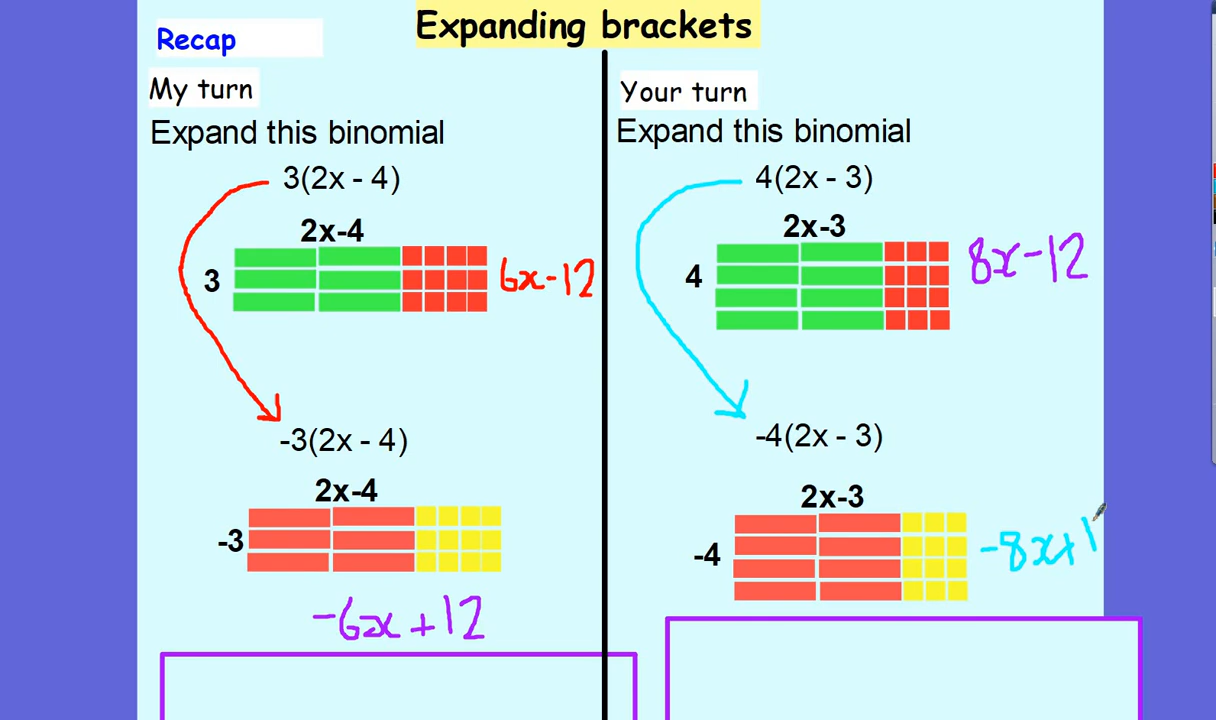 Expanding brackets
Recap
My turn
Expand this binomial
3(2x - 4)
2x-4
3
6x-12
-3(2x - 4)
2x-4
-3
-6x+12
Your turn
Expand this binomial
4(2x - 3)
2x-3
4
8x-12
-4(2x - 3)
2x-3
-4
-8x+1